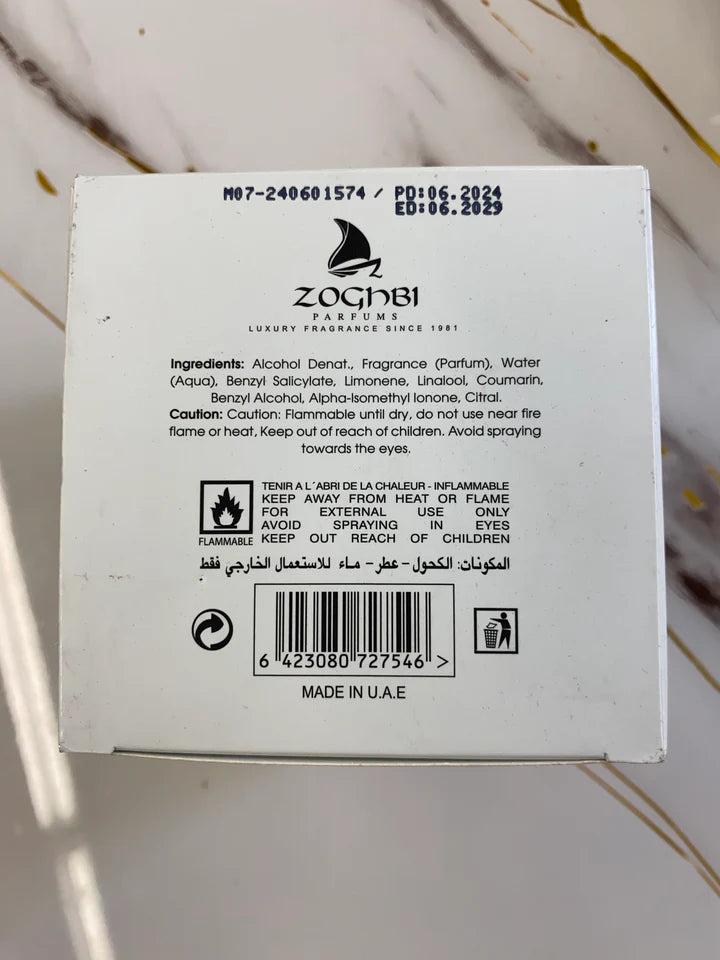 M07-240601574 / PD:06.2024
ED:06.2029
ZOGHBI
PARFUMS
LUXURY FRAGRANCE SINCE 1981
Ingredients: Alcohol Denat., Fragrance (Parfum), Water
(Aqua), Benzyl Salicylate, Limonene, Linalool, Coumarin,
Benzyl Alcohol, Alpha-Isomethyl Ionone, Citral.
Caution: Caution: Flammable until dry, do not use near fire
flame or heat, Keep out of reach of children. Avoid spraying
towards the eyes.
TENIR A L´ABRI DE LA CHALEUR - INFLAMMABLE
KEEP AWAY FROM HEAT OR FLAME
FOR EXTERNAL USE ONLY
AVOID SPRAYING IN EYES
KEEP OUT REACH OF CHILDREN
FLAMMABLE
المكونات: الكحول - عطر - ماء للاستعمال الخارجي فقط
6 423080 727546 >
MADE IN U.A.E